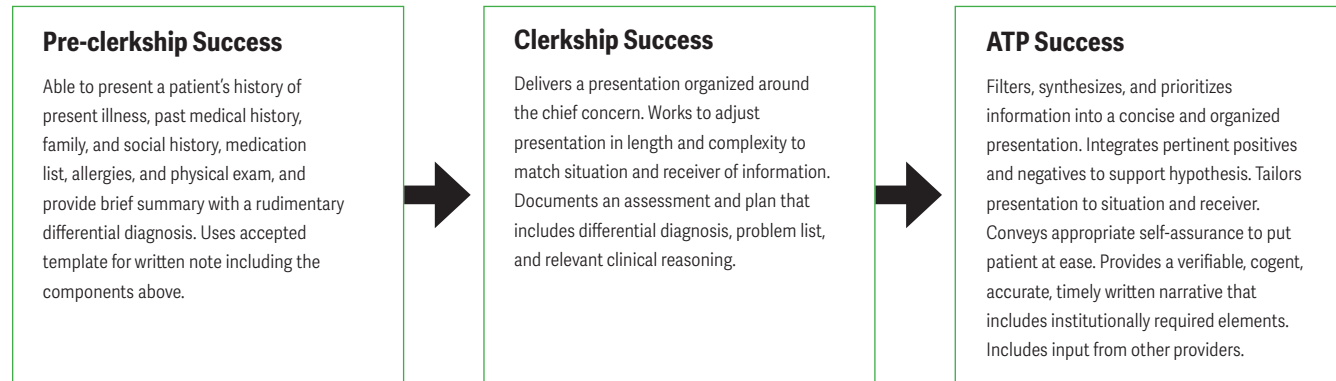 Pre-clerkship Success
Able to present a patient’s history of
present illness, past medical history,
family, and social history, medication
list, allergies, and physical exam, and
provide brief summary with a rudimentary
differential diagnosis. Uses accepted
template for written note including the
components above.
Clerkship Success
Delivers a presentation organized around
the chief concern. Works to adjust
presentation in length and complexity to
match situation and receiver of information.
Documents an assessment and plan that
includes differential diagnosis, problem list,
and relevant clinical reasoning.
ATP Success
Filters, synthesizes, and prioritizes
information into a concise and organized
presentation. Integrates pertinent positives
and negatives to support hypothesis. Tailors
presentation to situation and receiver.
Conveys appropriate self-assurance to put
patient at ease. Provides a verifiable, cogent,
accurate, timely written narrative that
includes institutionally required elements.
Includes input from other providers.